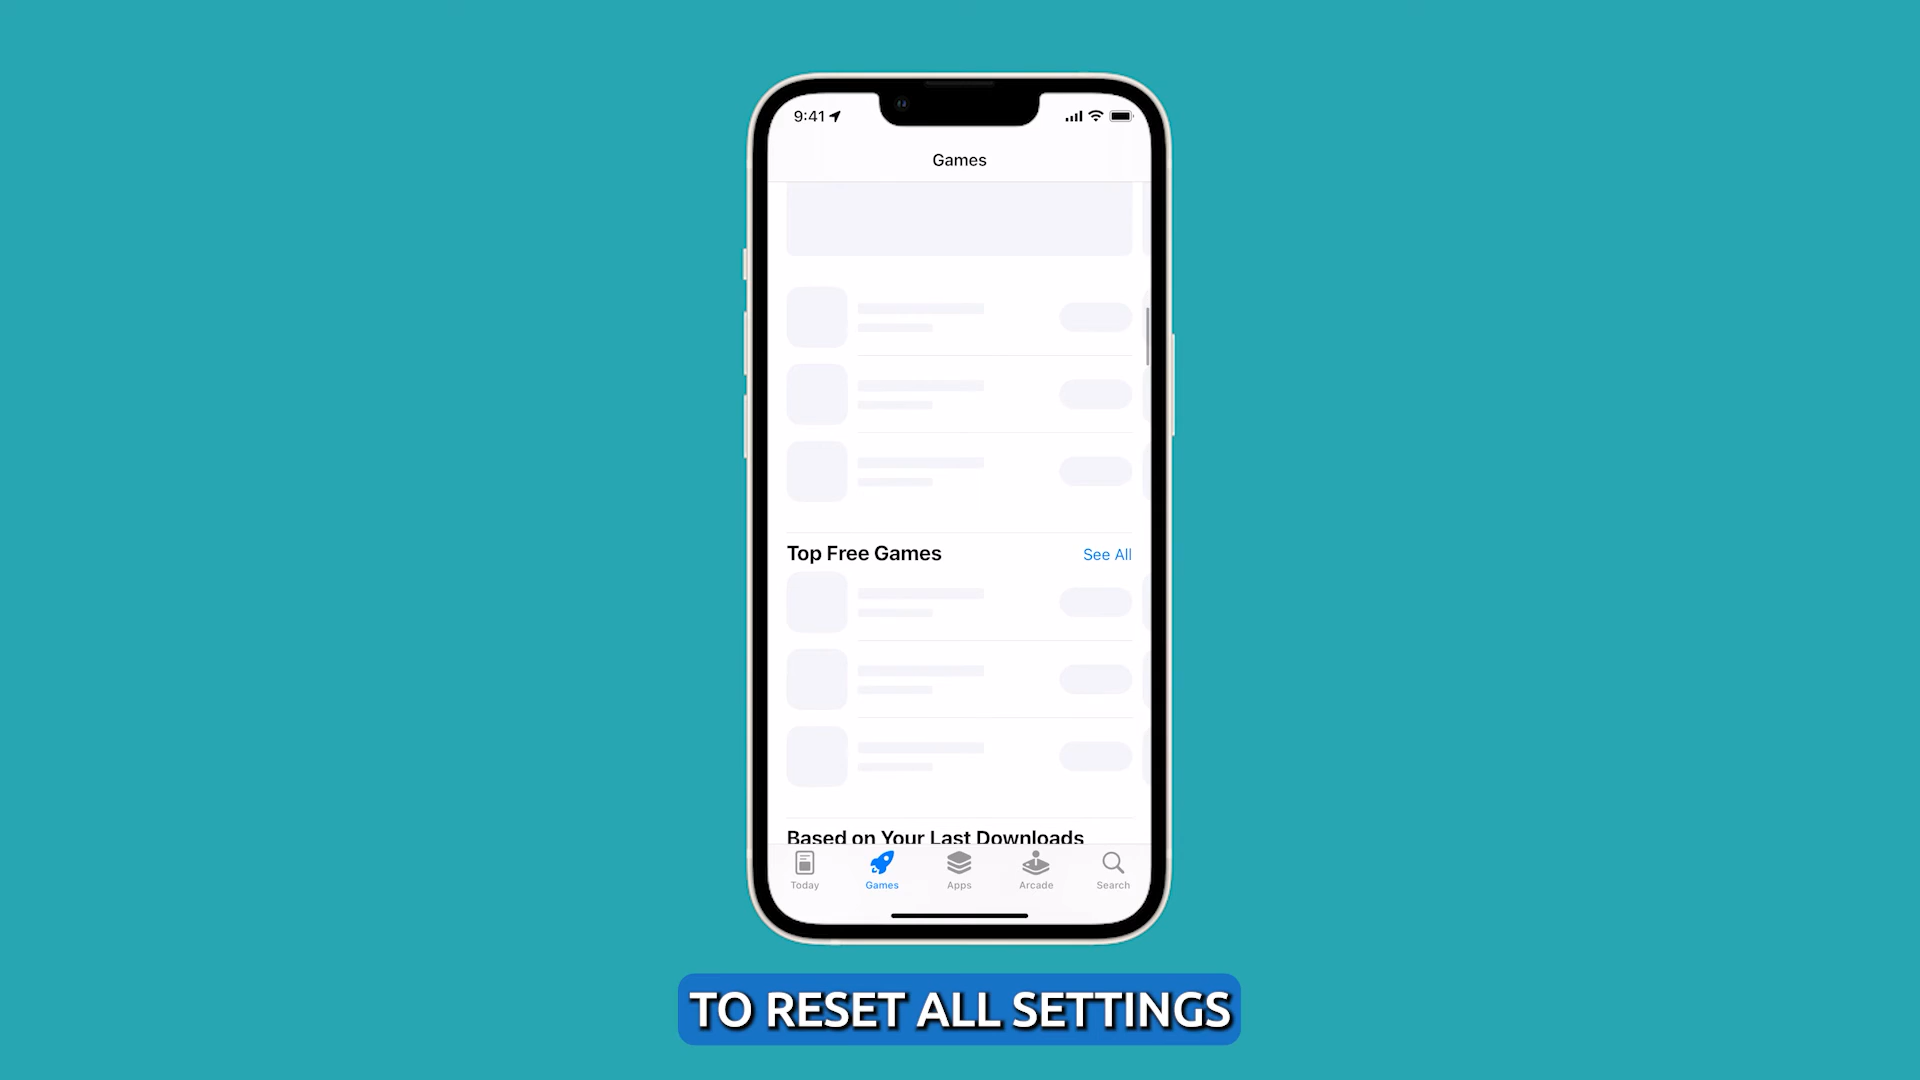 9:41
Games
Top Free Games
See All
Based on Your Last Downloads
Today
Games
Apps
Arcade
Search
TO RESET ALL SETTINGS